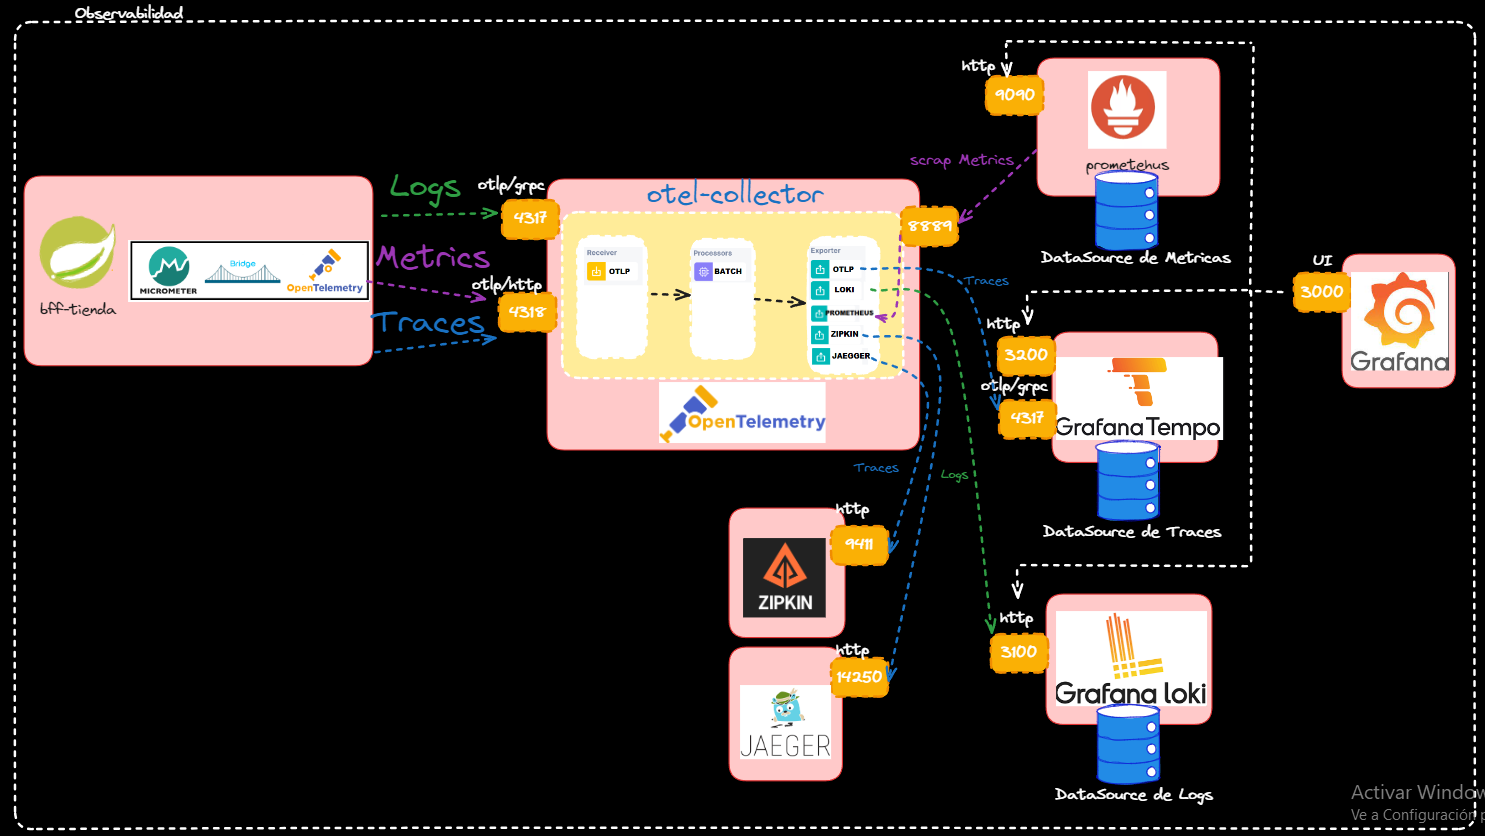 Observabilidad
http
9090
prometehus
scrap Metrics
DataSource de Metricas
Logs
otlp/grpc
4317
Metrics
otlp/http
4318
Traces
bff-tienda
MICROMETER
Bridge
OpenTelemetry
otel-collector
8889
Receiver
OTLP
Processors
BATCH
Exporter
OTLP
LOKI
PROMETHEUS
ZIPKIN
JAEGGER
OpenTelemetry
Traces
UI
3000
Grafana
http
3200
otlp/grpc
4317
Grafana Tempo
DataSource de Traces
Traces
Logs
http
9411
ZIPKIN
http
14250
JAEGER
http
3100
Grafana loki
DataSource de Logs
Activar Window
Ve a Configuración p